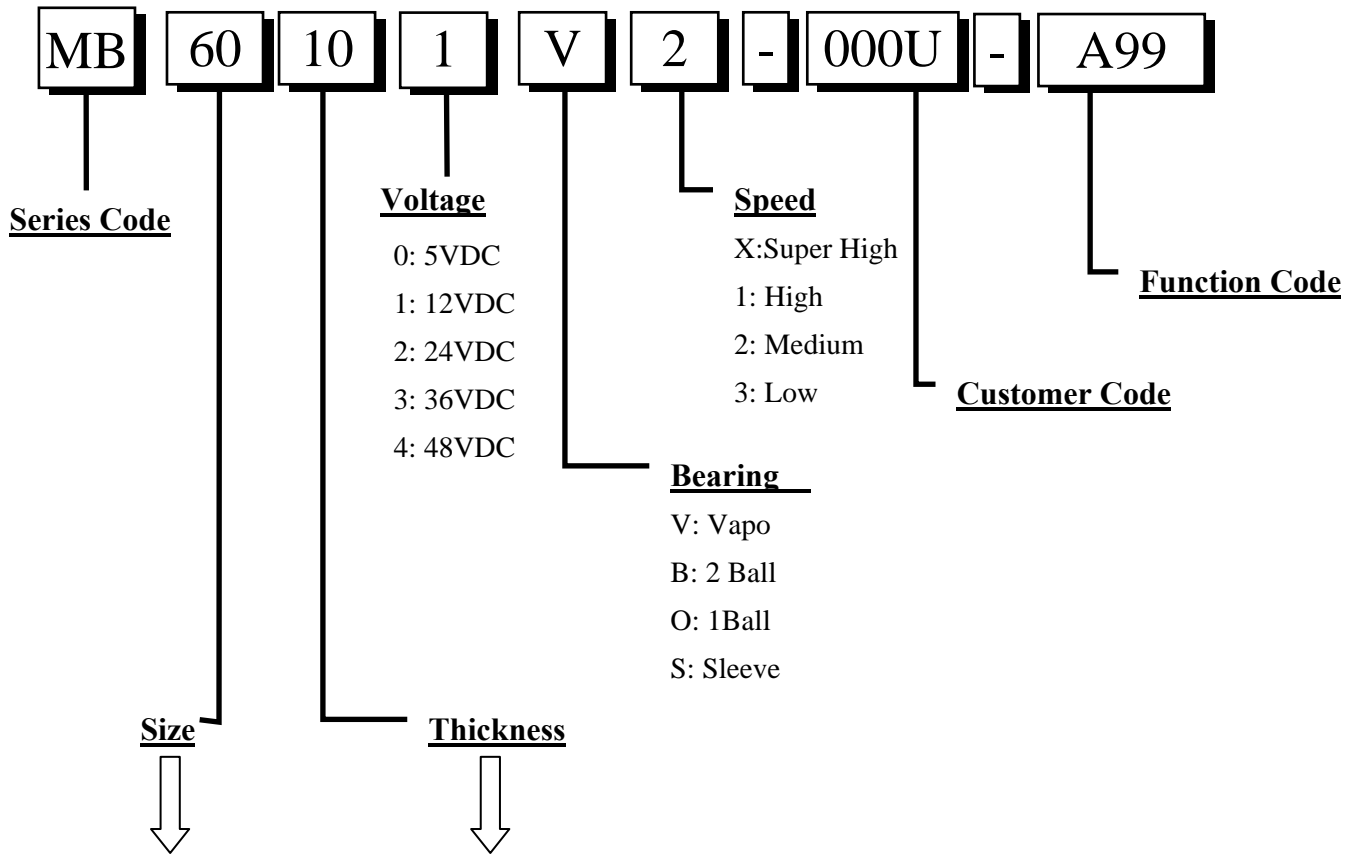 MB 60 10 1 V 2 - 000U - A99
Series Code
Voltage
0: 5VDC
1: 12VDC
2: 24VDC
3: 36VDC
4: 48VDC
Speed
X:Super High
1: High
2: Medium
3: Low
Function Code
Customer Code
Bearing
V: Vapo
B: 2 Ball
O: 1Ball
S: Sleeve
Size
Thickness